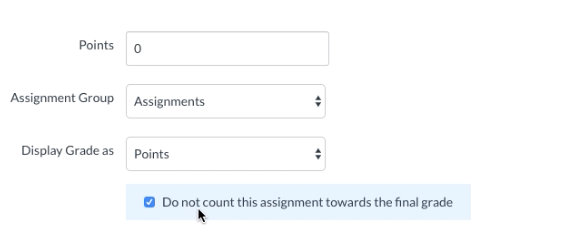 Points 0
Assignment Group Assignments
Display Grade as Points
Do not count this assignment towards the final grade